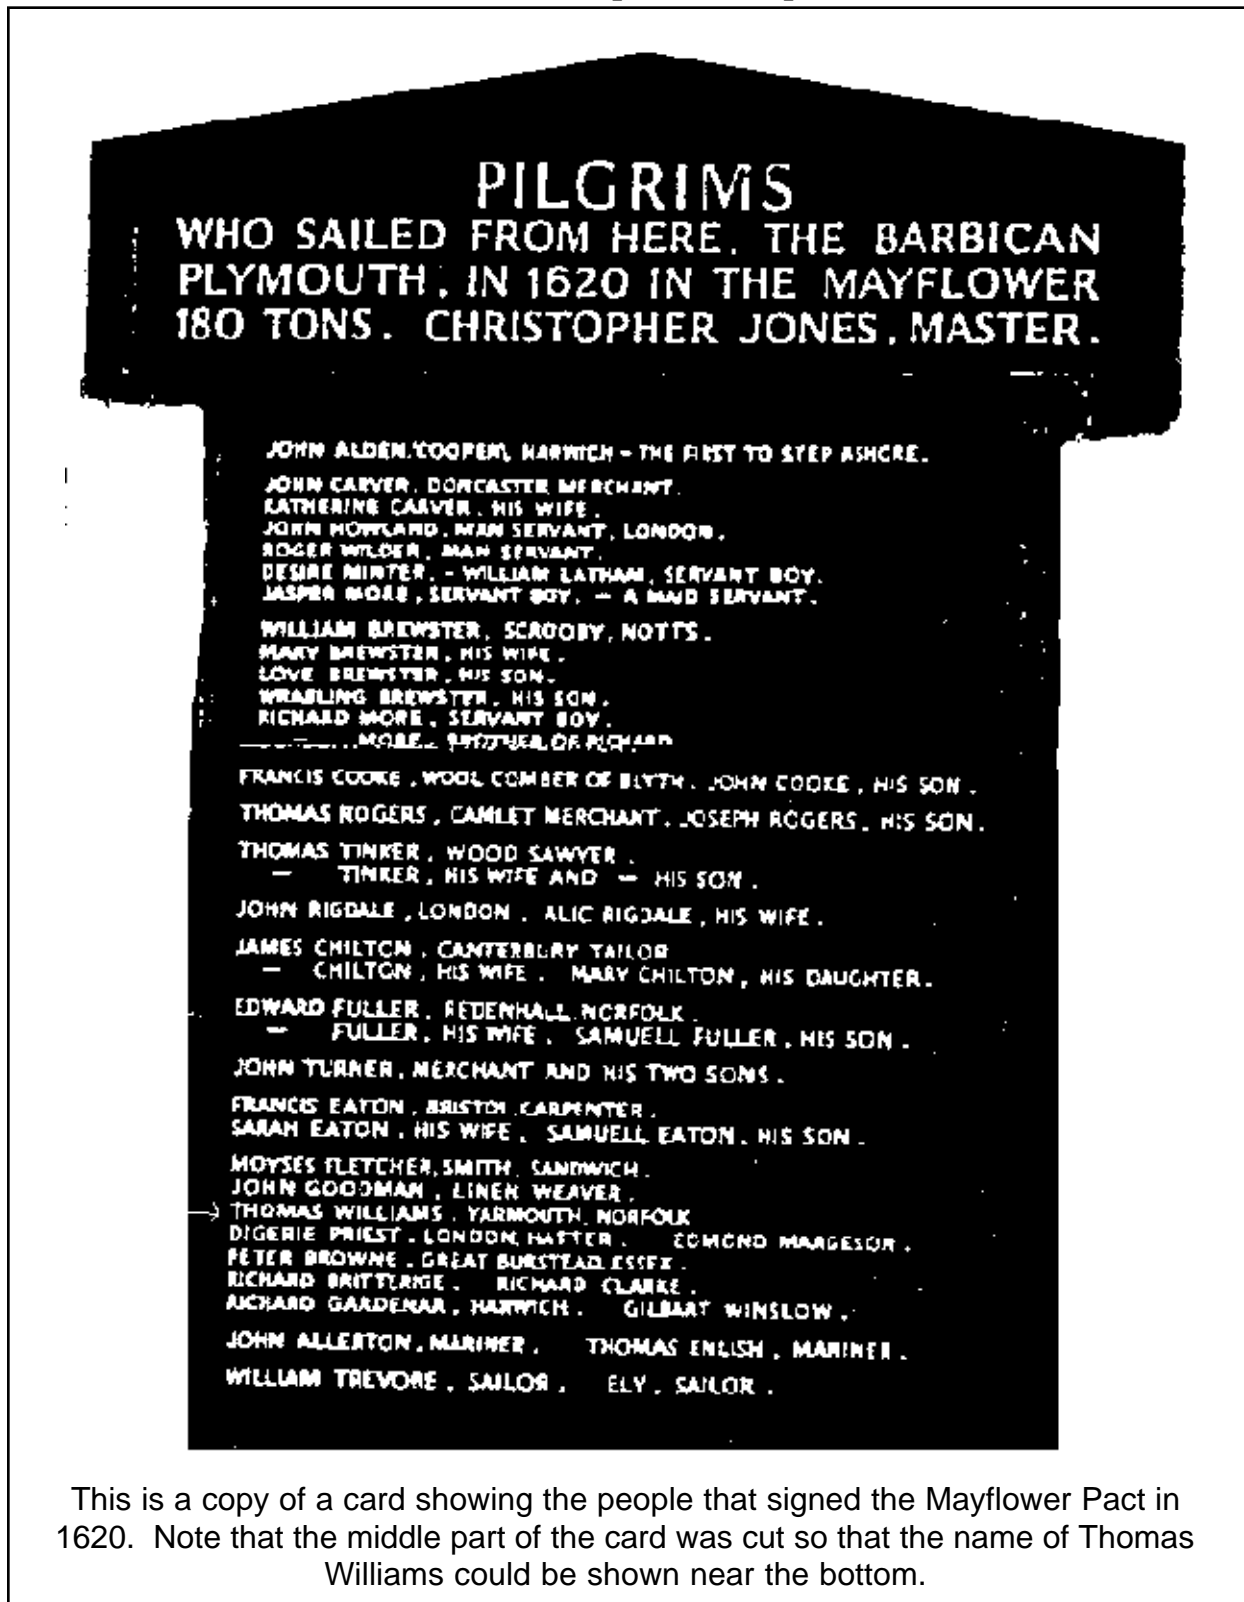 PILGRIMS
WHO SAILED FROM HERE, THE BARBICAN
PLYMOUTH, IN 1620 IN THE MAYFLOWER
180 TONS. CHRISTOPHER JONES, MASTER.
JOHN ALDEN, COOPER, HARWICH - THE FIRST TO STEP ASHORE.
JOHN CARVER, DONCASTER MERCHANT.
KATHERINE CARVER, HIS WIFE.
JOHN HOWLAND, MAN SERVANT, LONDON.
ROGER WILDER, MAN SERVANT.
DESIRE MINTER. - WILLIAM LATHAM, SERVANT BOY.
JASPER MORE, SERVANT BOY. - A MAID SERVANT.
WILLIAM BREWSTER, SCROOBY, NOTTS.
MARY BREWSTER, HIS WIFE.
LOVE BREWSTER, HIS SON.
WRASLING BREWSTER, HIS SON.
RICHARD MORE, SERVANT BOY.
- MORE, BROTHER OF RICHARD
FRANCIS COOKE, WOOL COMBER OF BLYTH. JOHN COOKE, HIS SON.
THOMAS ROGERS, CAMLET MERCHANT. JOSEPH ROGERS, HIS SON.
THOMAS TINKER, WOOD SAWYER.
- TINKER, HIS WIFE AND - HIS SON.
JOHN RIGDALE, LONDON. ALIC RIGDALE, HIS WIFE.
JAMES CHILTON, CANTERBURY TAILOR
- CHILTON, HIS WIFE. MARY CHILTON, HIS DAUGHTER.
EDWARD FULLER, REDENHALL, NORFOLK.
- FULLER, HIS WIFE. SAMUELL FULLER, HIS SON.
JOHN TURNER, MERCHANT AND HIS TWO SONS.
FRANCIS EATON, BRISTOL, CARPENTER.
SARAH EATON, HIS WIFE. SAMUELL EATON, HIS SON.
MOYSES FLETCHER, SMITH, SANDWICH.
JOHN GOODMAN, LINEN WEAVER.
THOMAS WILLIAMS, YARMOUTH, NORFOLK
DIGERIE PRIEST, LONDON, HATTER. EDMOND MARGESON.
PETER BROWNE, GREAT BURSTEAD, ESSEX.
RICHARD BRITTERIGE. RICHARD CLARKE.
RICHARD GARDENAR, HARWICH. GILBART WINSLOW.
JOHN ALLERTON, MARINER. THOMAS ENLISH, MARINER.
WILLIAM TREVORE, SAILOR. ELY, SAILOR.
This is a copy of a card showing the people that signed the Mayflower Pact in
1620. Note that the middle part of the card was cut so that the name of Thomas
Williams could be shown near the bottom.